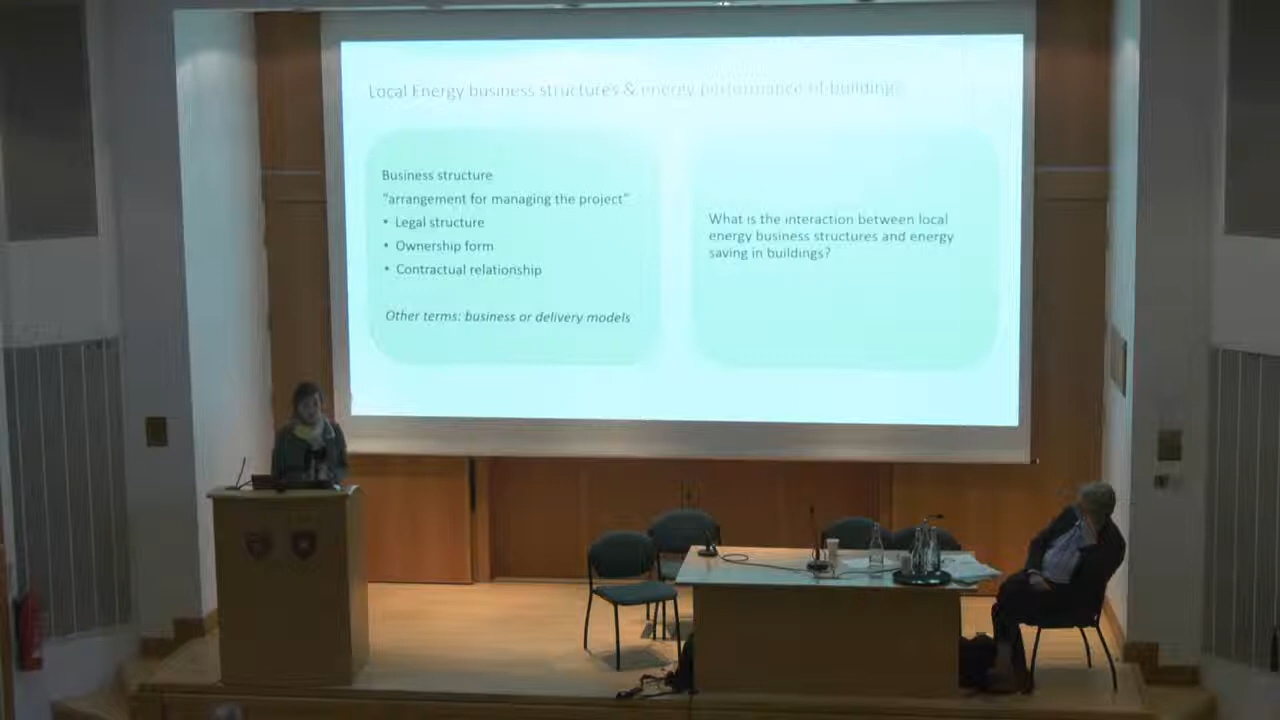 Local Energy business structures & energy performance of buildings
Business structure
“arrangement for managing the project”
• Legal structure
• Ownership form
• Contractual relationship
Other terms: business or delivery models
What is the interaction between local
energy business structures and energy
saving in buildings?